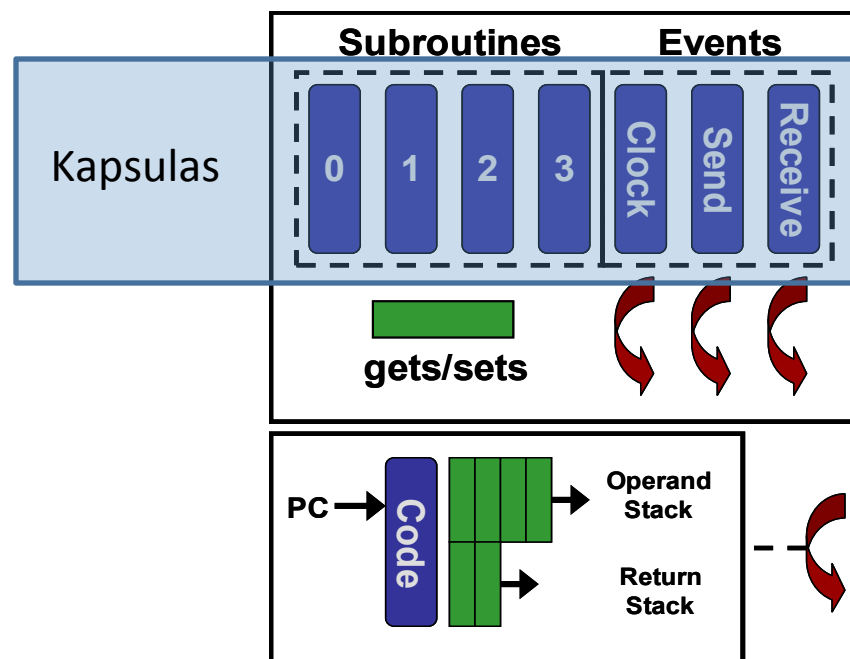 Subroutines
Events
Kapsulas
0
1
2
3
Clock
Send
Receive
gets/sets
PC
Code
Operand
Stack
Return
Stack